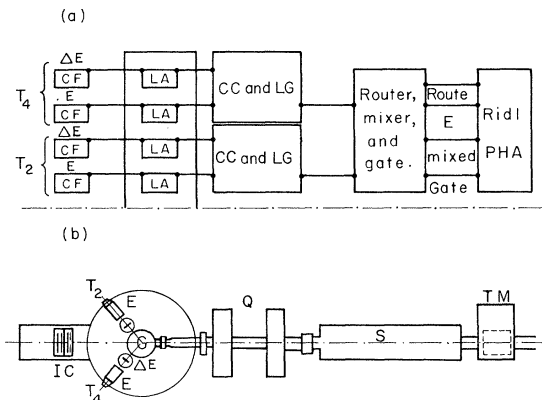 (a)
ΔE
CF
LA
T4
E
CF
LA
CC and LG
ΔE
CF
LA
T2
E
CF
LA
CC and LG
Router,
mixer,
and
gate.
Route
E
mixed
Gate
Ridl
PHA
(b)
T2
E
Q
TM
G
S
IC
ΔE
T4
E